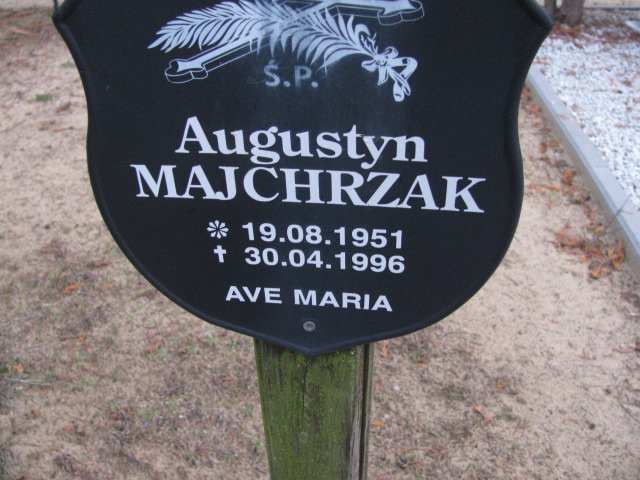 Ś.P.
Augustyn
MAJCHRZAK
* 19.08.1951
✝ 30.04.1996
AVE MARIA